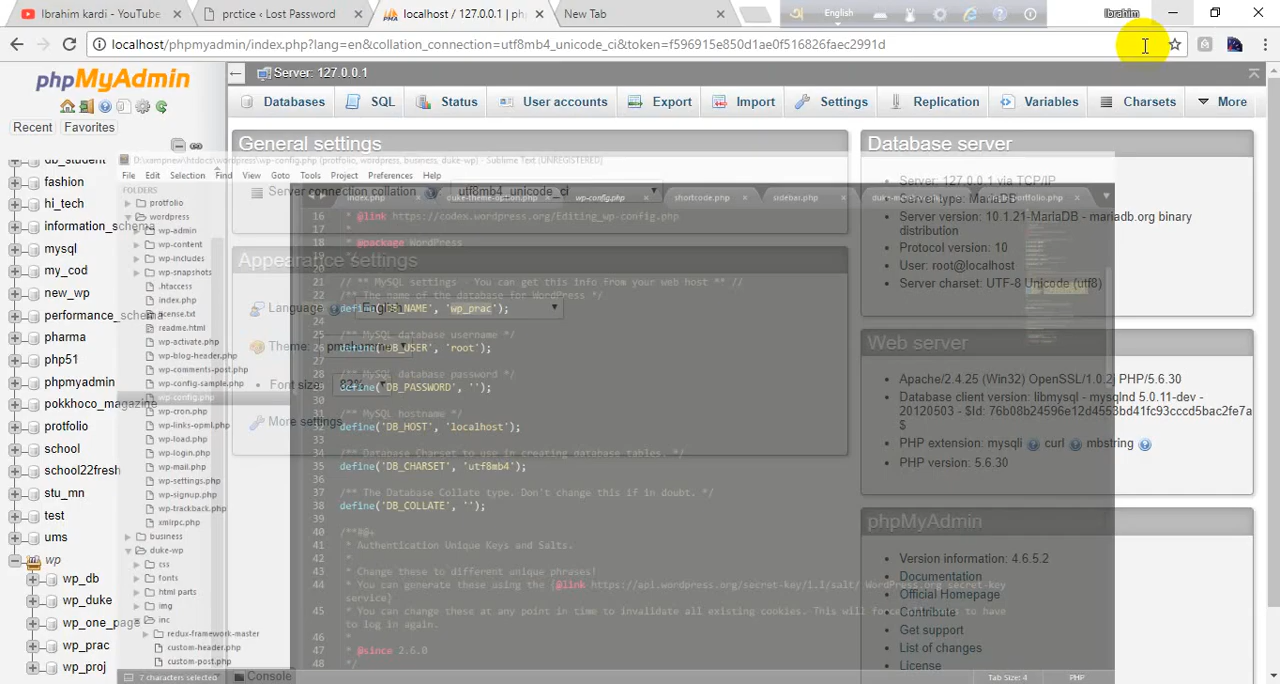 Ibrahim kardi - YouTube
prctice ‹ Lost Password
localhost / 127.0.0.1 | ph
New Tab
English
Ibrahim
localhost/phpmyadmin/index.php?lang=en&collation_connection=utf8mb4_unicode_ci&token=f596915e850d1ae0f516826faec2991d
phpMyAdmin
Server: 127.0.0.1
Databases SQL Status User accounts Export Import Settings Replication Variables Charsets More
Recent Favorites
db_student
fashion
hi_tech
information_schema
mysql
my_cod
new_wp
performance_schema
pharma
php51
phpmyadmin
pokkhoco_magazine
protfolio
school
school22fresh
stu_mn
test
ums
wp
wp_db
wp_duke
wp_one_page
wp_prac
wp_proj
General settings
Server connection collation utf8mb4_unicode_ci
Appearance settings
Language English
Theme:
Font size: 82%
More settings
Console
Database server
Server: 127.0.0.1 via TCP/IP
Server type: MariaDB
Server version: 10.1.21-MariaDB - mariadb.org binary
distribution
Protocol version: 10
User: root@localhost
Server charset: UTF-8 Unicode (utf8)
Web server
Apache/2.4.25 (Win32) OpenSSL/1.0.2j PHP/5.6.30
Database client version: libmysql - mysqlnd 5.0.11-dev -
20120503 - $Id: 76b08b24596e12d4553bd41fc93cccd5bac2fe7a
$
PHP extension: mysqli curl mbstring
PHP version: 5.6.30
phpMyAdmin
Version information: 4.6.5.2
Documentation
Official Homepage
Contribute
Get support
List of changes
License
D:\xampnew\htdocs\wordpress\wp-config.php (protfolio, wordpress, business, duke-wp) - Sublime Text (UNREGISTERED)
File Edit Selection Find View Goto Tools Project Preferences Help
FOLDERS
protfolio
wordpress
wp-admin
wp-content
wp-includes
wp-snapshots
.htaccess
index.php
license.txt
readme.html
wp-activate.php
wp-blog-header.php
wp-comments-post.php
wp-config-sample.php
wp-config.php
wp-cron.php
wp-links-opml.php
wp-load.php
wp-login.php
wp-mail.php
wp-settings.php
wp-signup.php
wp-trackback.php
xmlrpc.php
business
duke-wp
css
fonts
html parts
img
inc
redux-framework-master
custom-header.php
custom-post.php
index.php duke-theme-option.php wp-config.php shortcode.php sidebar.php
16 * @link https://codex.wordpress.org/Editing_wp-config.php
17 *
18 * @package WordPress
21 // ** MySQL settings - You can get this info from your web host ** //
22 /** The name of the database for WordPress */
define('DB_NAME', 'wp_prac');
24
25 /** MySQL database username */
define('DB_USER', 'root');
27
28 /** MySQL database password */
29 define('DB_PASSWORD', '');
30
31 /** MySQL hostname */
define('DB_HOST', 'localhost');
33
34 /** Database Charset to use in creating database tables. */
35 define('DB_CHARSET', 'utf8mb4');
36
37 /** The Database Collate type. Don't change this if in doubt. */
38 define('DB_COLLATE', '');
39
40 /**#@+
41 * Authentication Unique Keys and Salts.
42 *
43 * Change these to different unique phrases!
44 * You can generate these using the {@link https://api.wordpress.org/secret-key/1.1/salt/ WordPress.org secret-key
service}
45 * You can change these at any point in time to invalidate all existing cookies. This will force all users to have
to log in again.
46 *
47 * @since 2.6.0
48 */
7 characters selected
Tab Size: 4
PHP